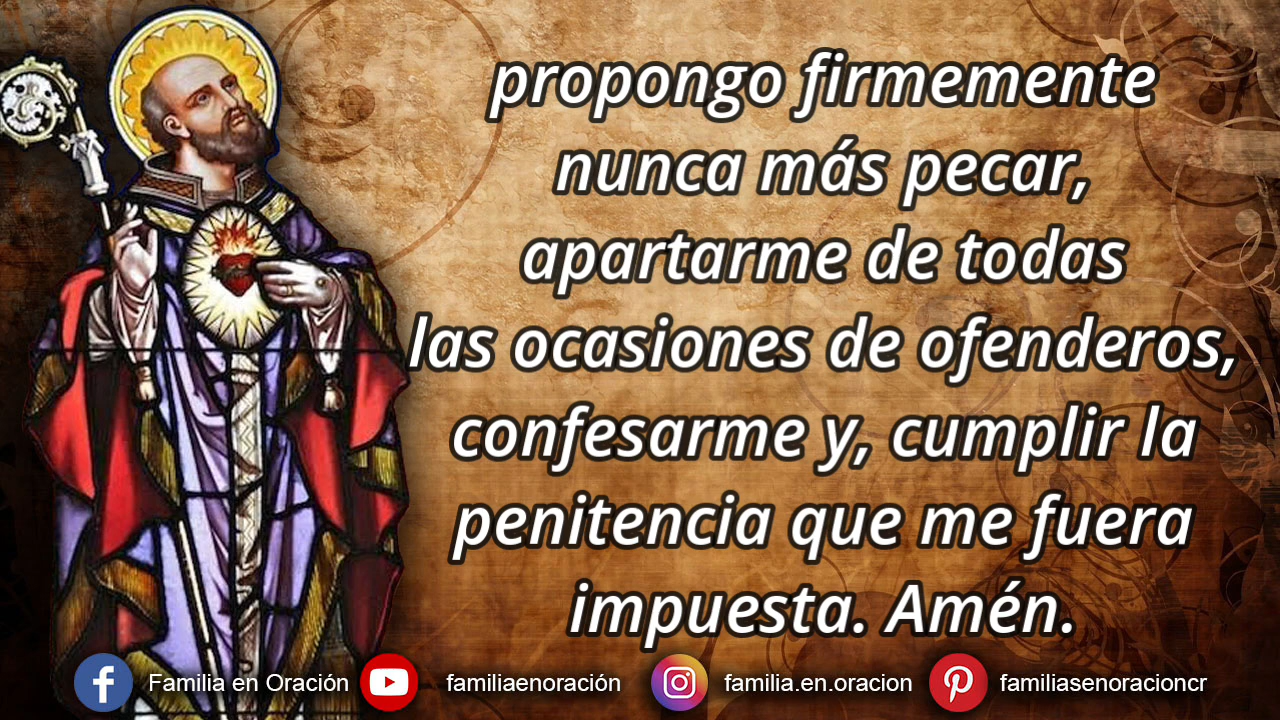 propongo firmemente
nunca más pecar,
apartarme de todas
las ocasiones de ofenderos,
confesarme y, cumplir la
penitencia que me fuera
impuesta. Amén.
Familia en Oración familiaenoración familia.en.oracion familiasenoracioncr